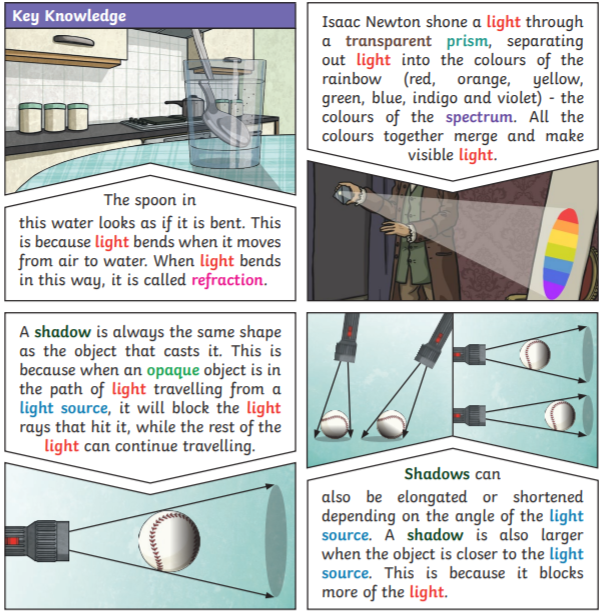 Key Knowledge
The spoon in
this water looks as if it is bent. This
is because light bends when it moves
from air to water. When light bends
in this way, it is called refraction.
Isaac Newton shone a light through
a transparent prism, separating
out light into the colours of the
rainbow (red, orange, yellow,
green, blue, indigo and violet) - the
colours of the spectrum. All the
colours together merge and make
visible light.
A shadow is always the same shape
as the object that casts it. This is
because when an opaque object is in
the path of light travelling from a
light source, it will block the light
rays that hit it, while the rest of the
light can continue travelling.
Shadows can
also be elongated or shortened
depending on the angle of the light
source. A shadow is also larger
when the object is closer to the light
source. This is because it blocks
more of the light.